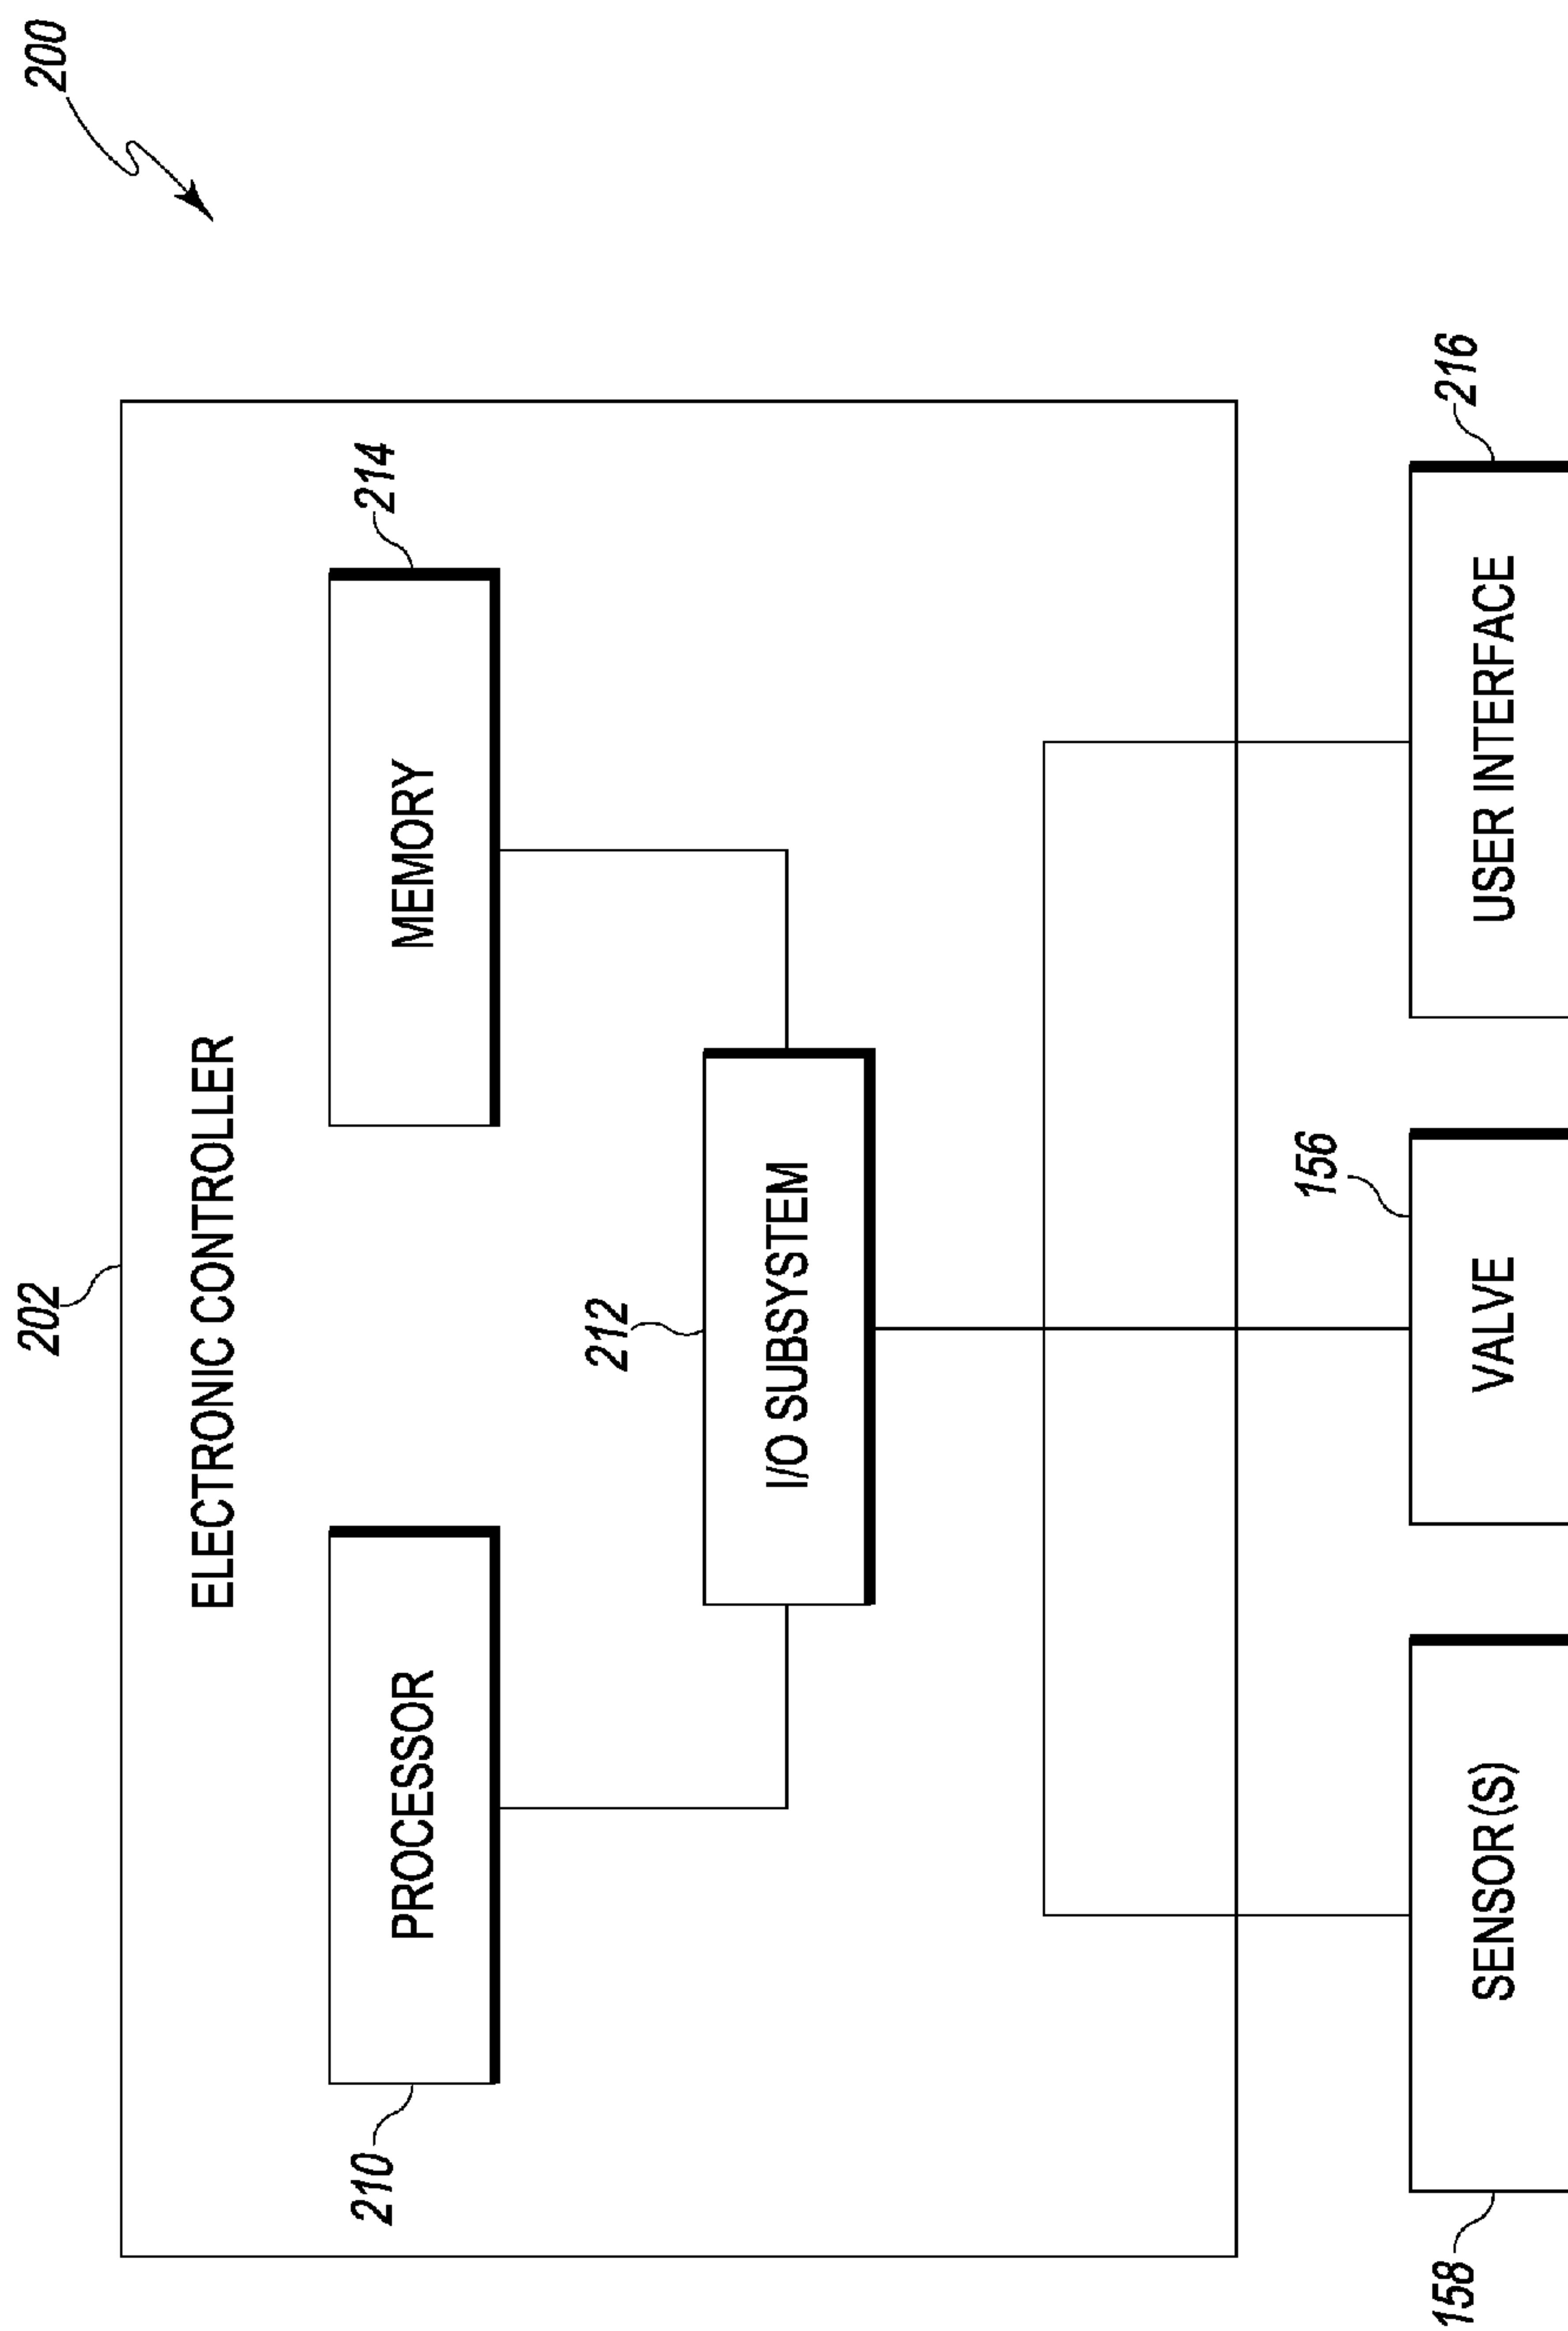 200
202
ELECTRONIC CONTROLLER
210
PROCESSOR
MEMORY
214
212
I/O SUBSYSTEM
156
158
SENSOR(S)
VALVE
USER INTERFACE
216